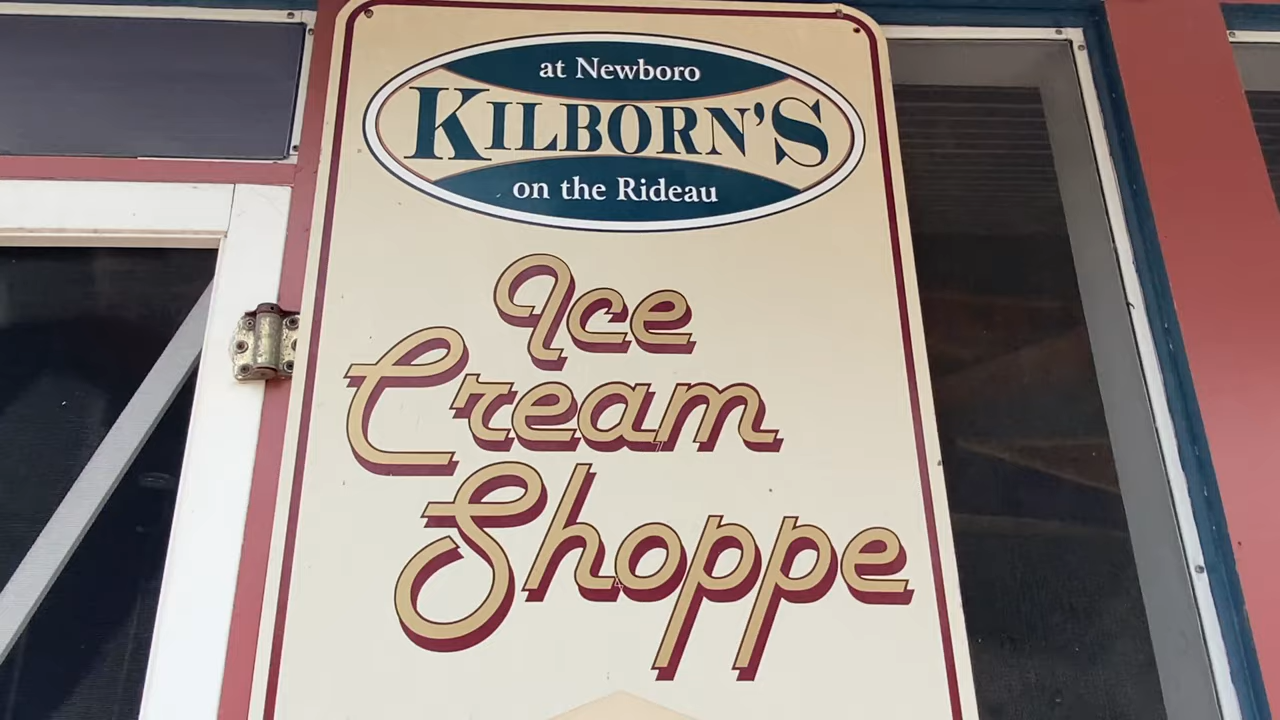 at Newboro
KILBORN'S
on the Rideau
Ice
Cream
Shoppe